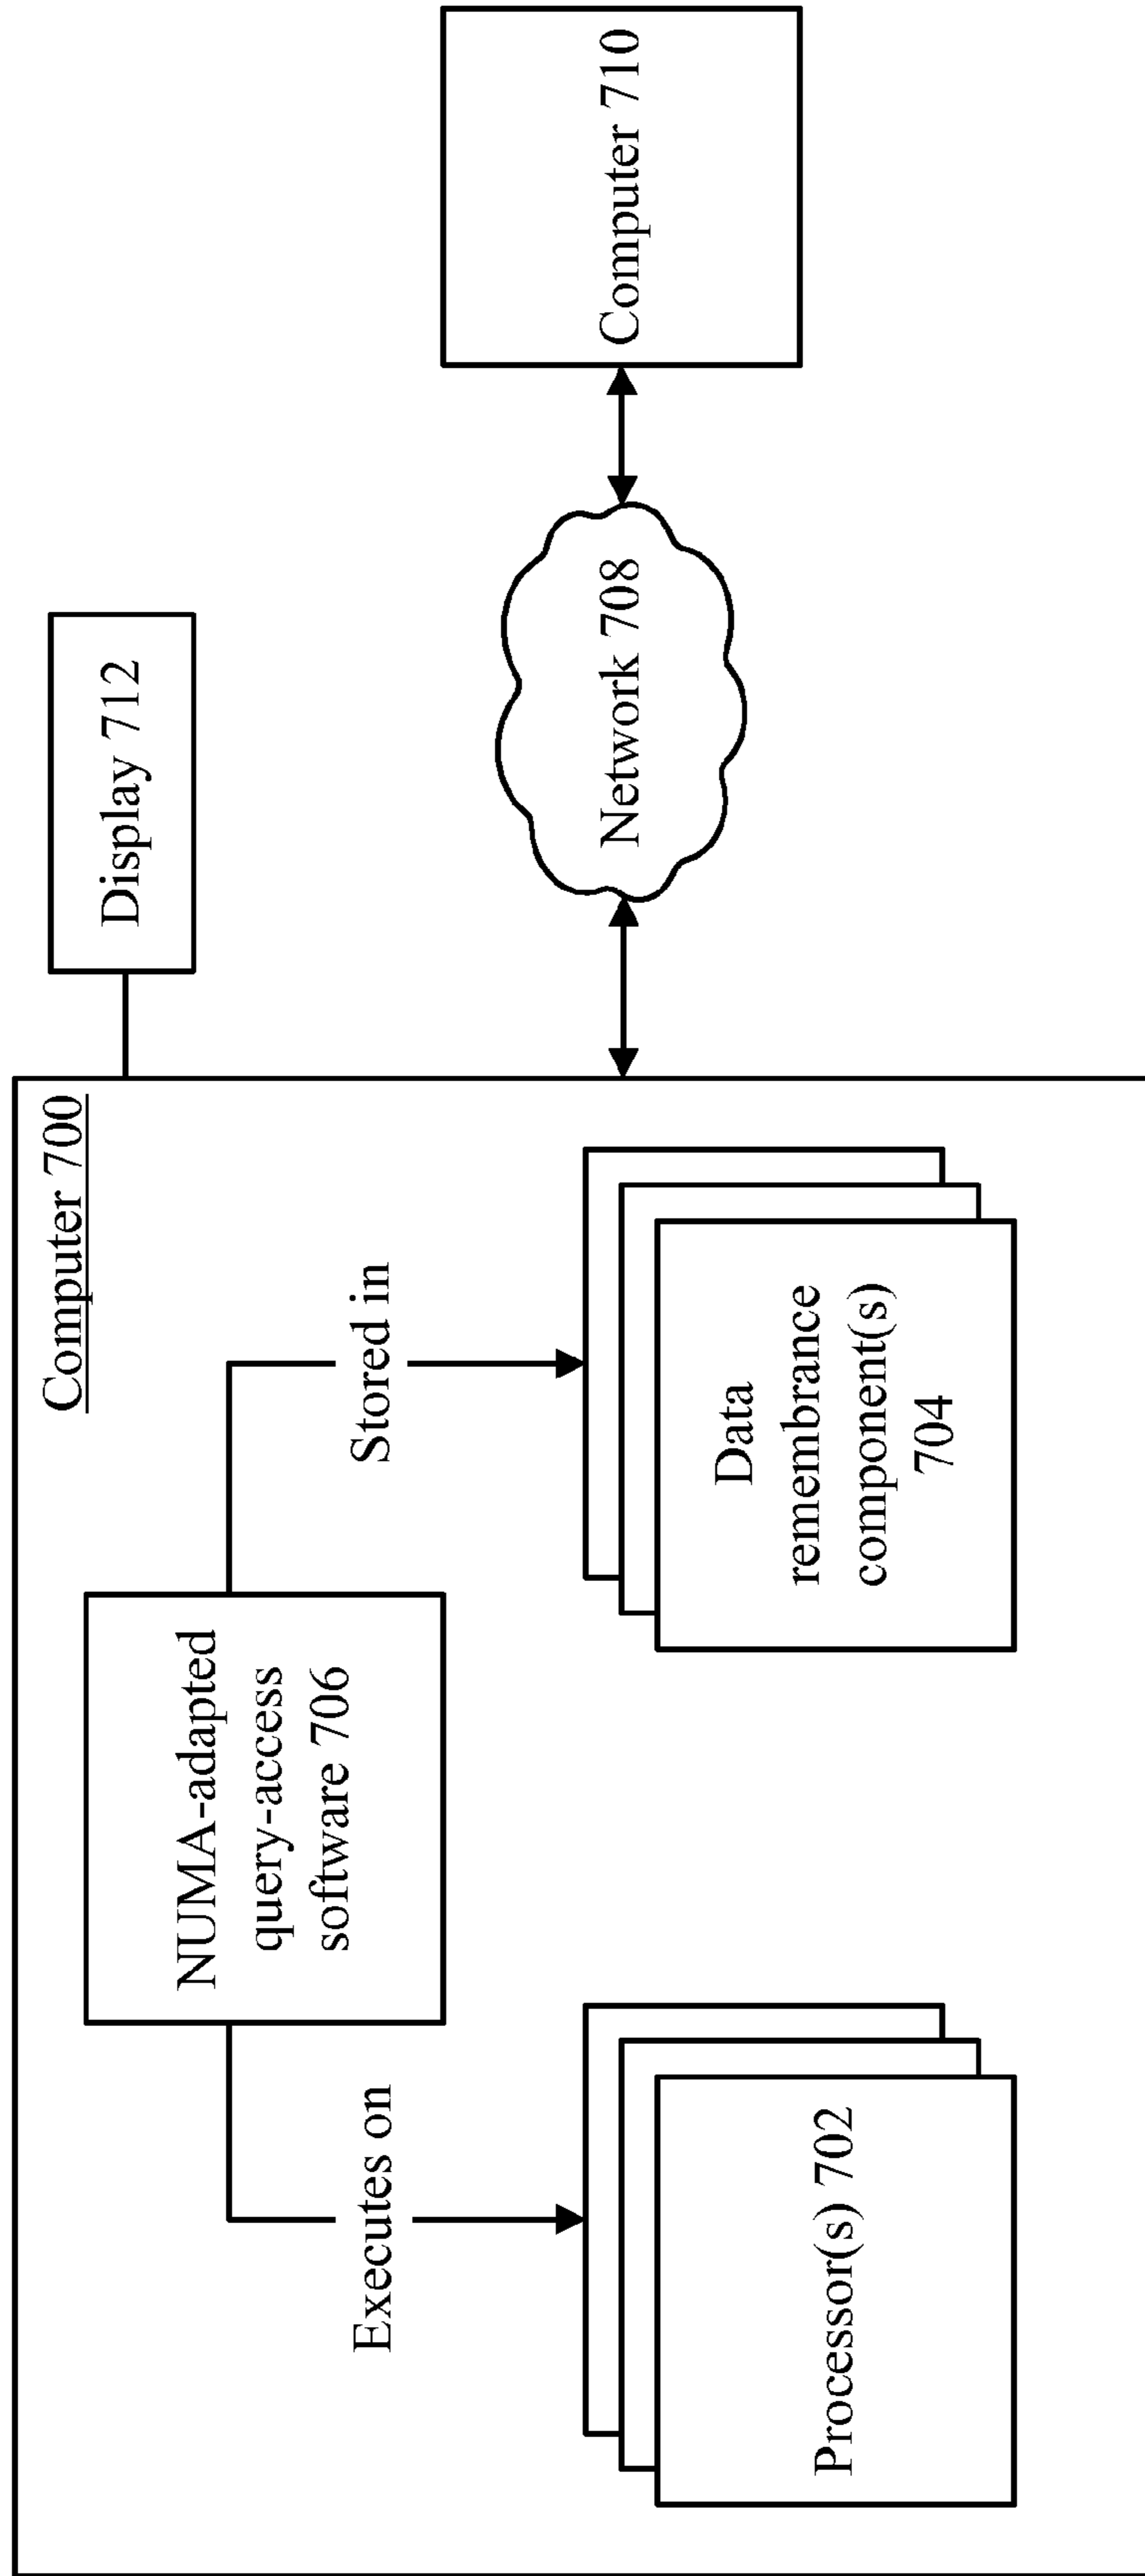 Computer 700
NUMA-adapted
query-access
software 706
Executes on
Stored in
Processor(s) 702
Data
remembrance
component(s)
704
Display 712
Network 708
Computer 710